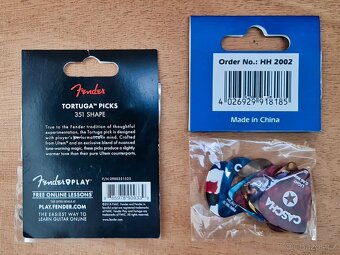 Fender
TORTUGA™ PICKS
351 SHAPE
True to the Fender tradition of thoughtful
experimentation, the Tortuga pick is designed
with player's performance-minded. Crafted
from Ultem and an exclusive blend of nuanced
tone-warming magic, these picks produce a slightly
warmer tone than their pure Ultem counterparts.
Fender PLAY
FREE ONLINE LESSONS
PLAY.FENDER.COM
THE EASIEST WAY TO
LEARN GUITAR ONLINE
Order No.: HH 2002
4 026929 918185
Made in China
CASCHA